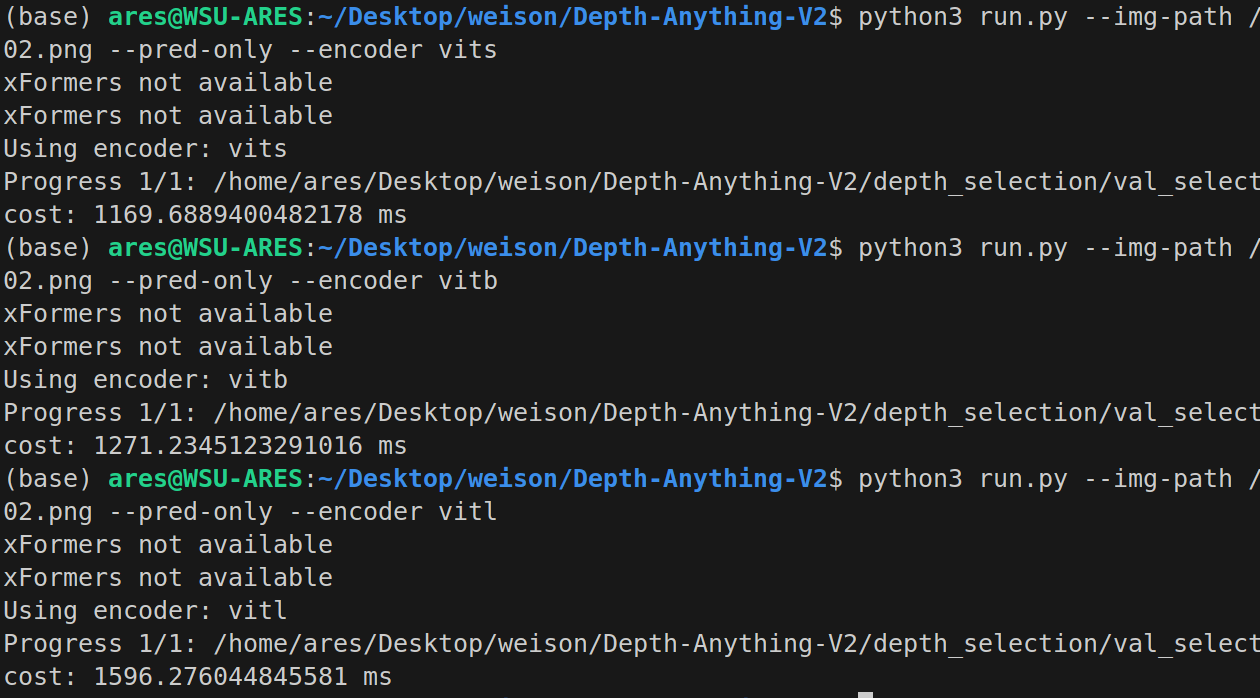 (base) ares@WSU-ARES:~/Desktop/weison/Depth-Anything-V2$ python3 run.py --img-path /
02.png --pred-only --encoder vits
xFormers not available
xFormers not available
Using encoder: vits
Progress 1/1: /home/ares/Desktop/weison/Depth-Anything-V2/depth_selection/val_select
cost: 1169.6889400482178 ms
(base) ares@WSU-ARES:~/Desktop/weison/Depth-Anything-V2$ python3 run.py --img-path /
02.png --pred-only --encoder vitb
xFormers not available
xFormers not available
Using encoder: vitb
Progress 1/1: /home/ares/Desktop/weison/Depth-Anything-V2/depth_selection/val_select
cost: 1271.2345123291016 ms
(base) ares@WSU-ARES:~/Desktop/weison/Depth-Anything-V2$ python3 run.py --img-path /
02.png --pred-only --encoder vitl
xFormers not available
xFormers not available
Using encoder: vitl
Progress 1/1: /home/ares/Desktop/weison/Depth-Anything-V2/depth_selection/val_select
cost: 1596.276044845581 ms